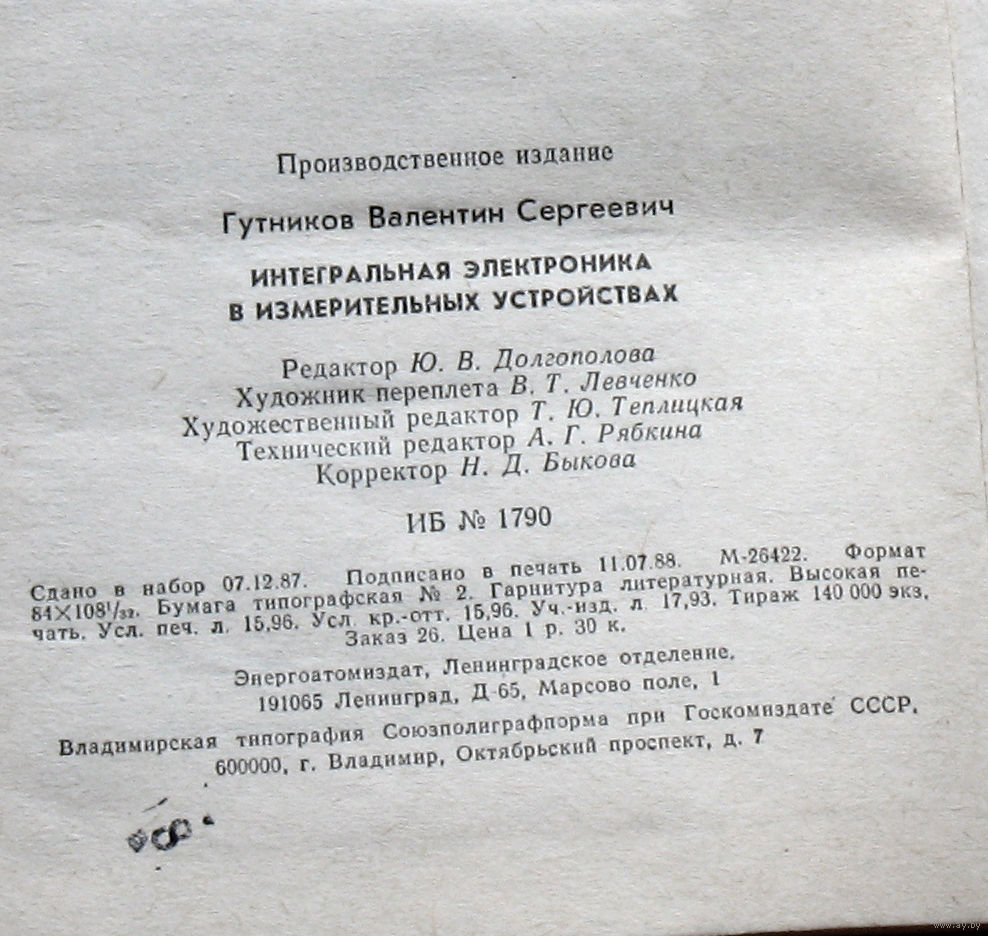 Производственное издание
Гутников Валентин Сергеевич
ИНТЕГРАЛЬНАЯ ЭЛЕКТРОНИКА
В ИЗМЕРИТЕЛЬНЫХ УСТРОЙСТВАХ
Редактор Ю. В. Долгополова
Художник переплета В. Т. Левченко
Художественный редактор Т. Ю. Теплицкая
Технический редактор А. Г. Рябкина
Корректор Н. Д. Быкова
ИБ № 1790
Сдано в набор 07.12.87. Подписано в печать 11.07.88. М-26422. Формат
84×108¹/₃₂. Бумага типографская № 2. Гарнитура литературная. Высокая пе-
чать. Усл. печ. л. 15,96. Усл кр.-отт. 15,96. Уч.-изд. л. 17,93. Тираж 140 000 экз.
Заказ 26. Цена 1 р. 30 к.
Энергоатомиздат, Ленинградское отделение.
191065 Ленинград, Д-65, Марсово поле, 1
Владимирская типография Союзполиграфпорма при Госкомиздате СССР.
600000, г. Владимир, Октябрьский проспект, д. 7
www.ay.by